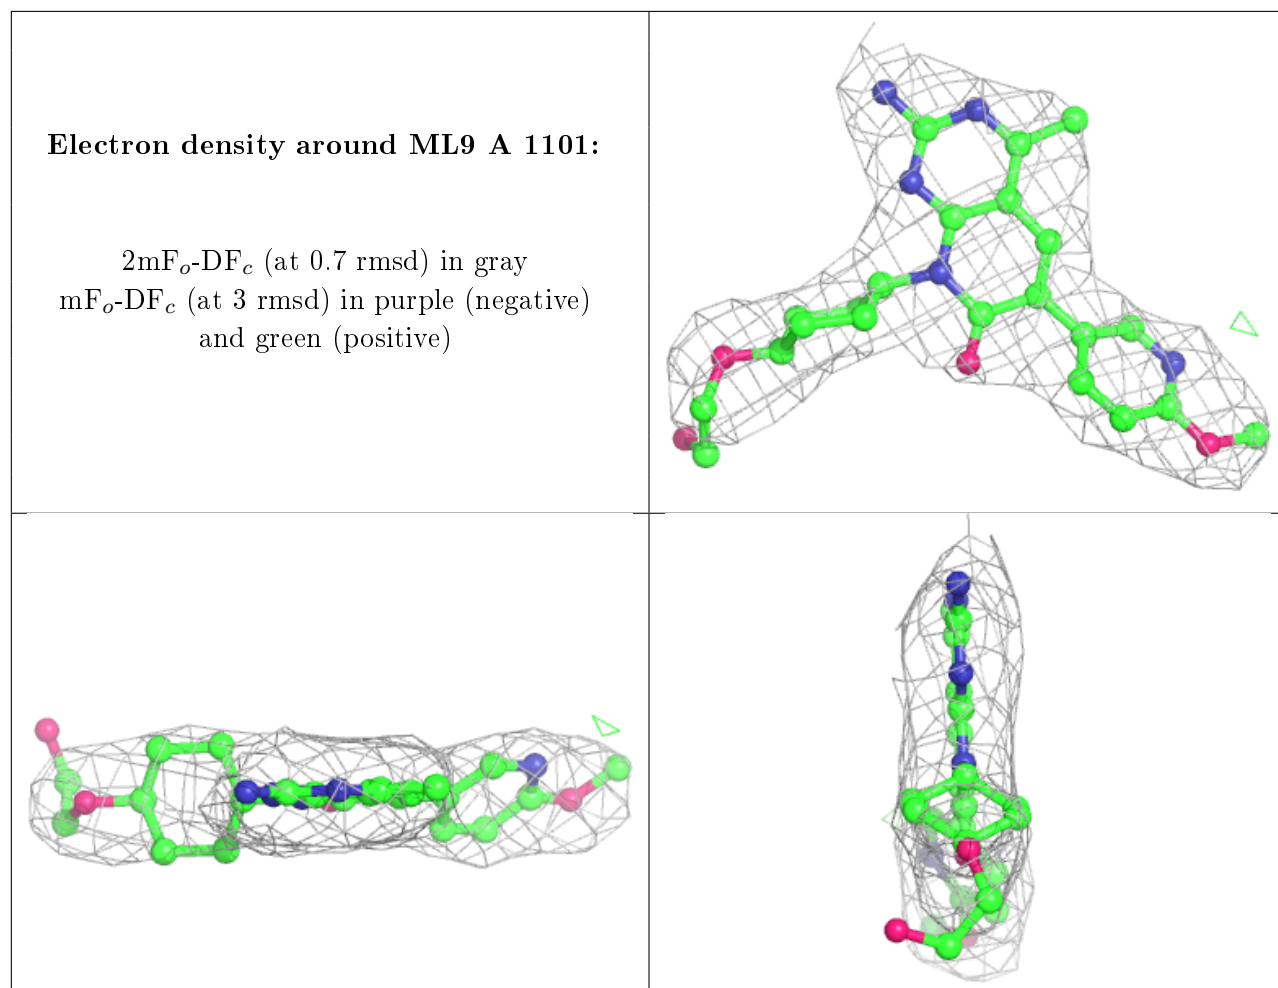 Electron density around ML9 A 1101:
2mFo-DFc (at 0.7 rmsd) in gray
mFo-DFc (at 3 rmsd) in purple (negative)
and green (positive)